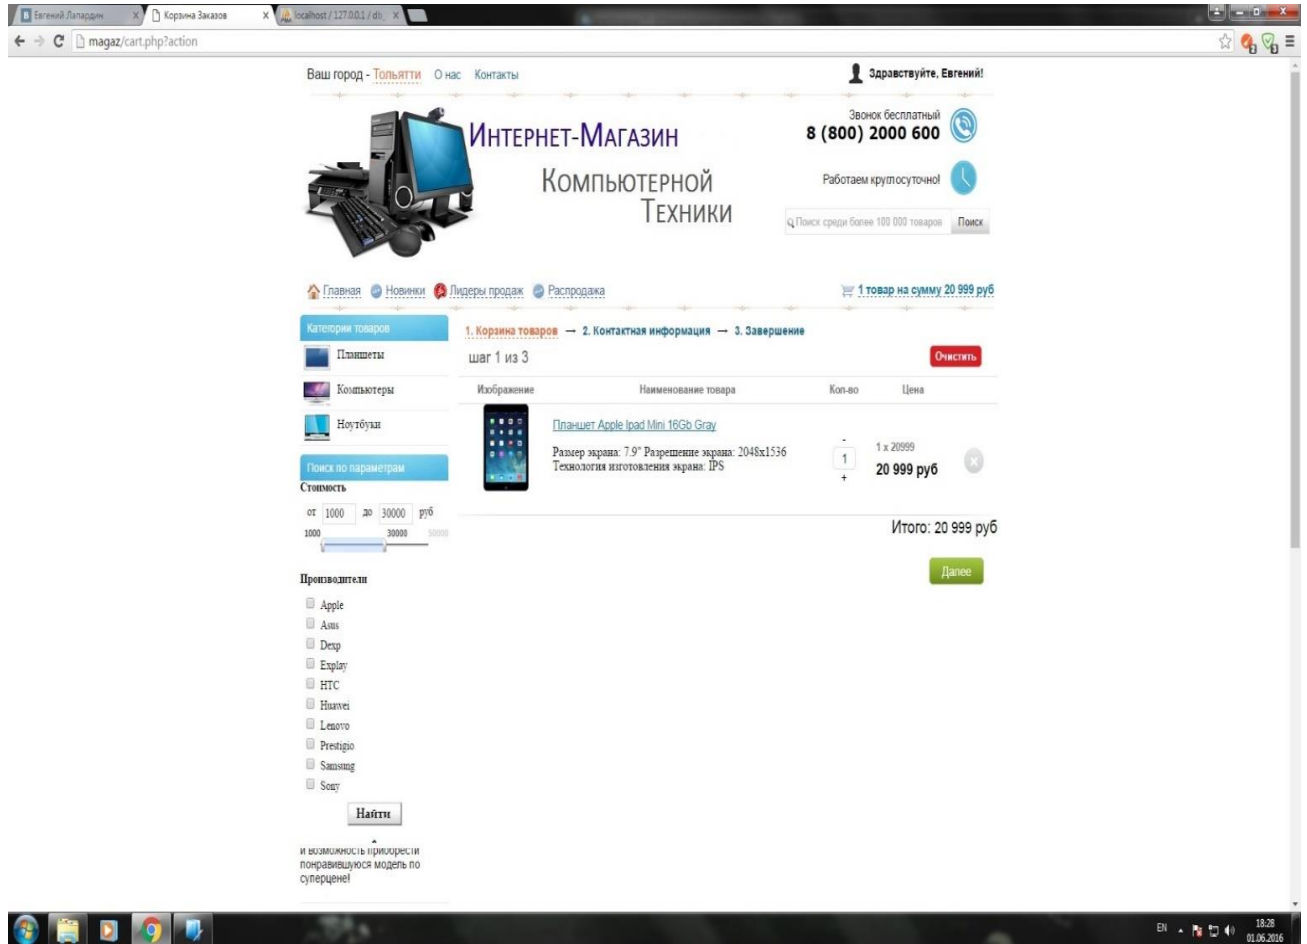 Евгений Лапардин
Корзина Заказов
localhost / 127.0.0.1 / db_
magaz/cart.php?action
Ваш город - Тольятти О нас Контакты
Здравствуйте, Евгений!
Интернет-Магазин
Компьютерной
Техники
Звонок бесплатный
8 (800) 2000 600
Работаем круглосуточно!
Поиск среди более 100 000 товаров Поиск
Главная Новинки Лидеры продаж Распродажа
1 товар на сумму 20 999 руб
Категории товаров
Планшеты
Компьютеры
Ноутбуки
Поиск по параметрам
Стоимость
от 1000 до 30000 руб
1000 30000 50000
Производители
Apple
Asus
Dexp
Explay
HTC
Huawei
Lenovo
Prestigio
Samsung
Sony
Найти
и возможность приобрести
понравившуюся модель по
суперцене!
1. Корзина товаров → 2. Контактная информация → 3. Завершение
шаг 1 из 3
Очистить
Изображение Наименование товара Кол-во Цена
Планшет Apple Ipad Mini 16Gb Gray
Размер экрана: 7.9" Разрешение экрана: 2048x1536
Технология изготовления экрана: IPS
-
1
+
1 x 20999
20 999 руб
Итого: 20 999 руб
Далее
EN
18:28
01.06.2016